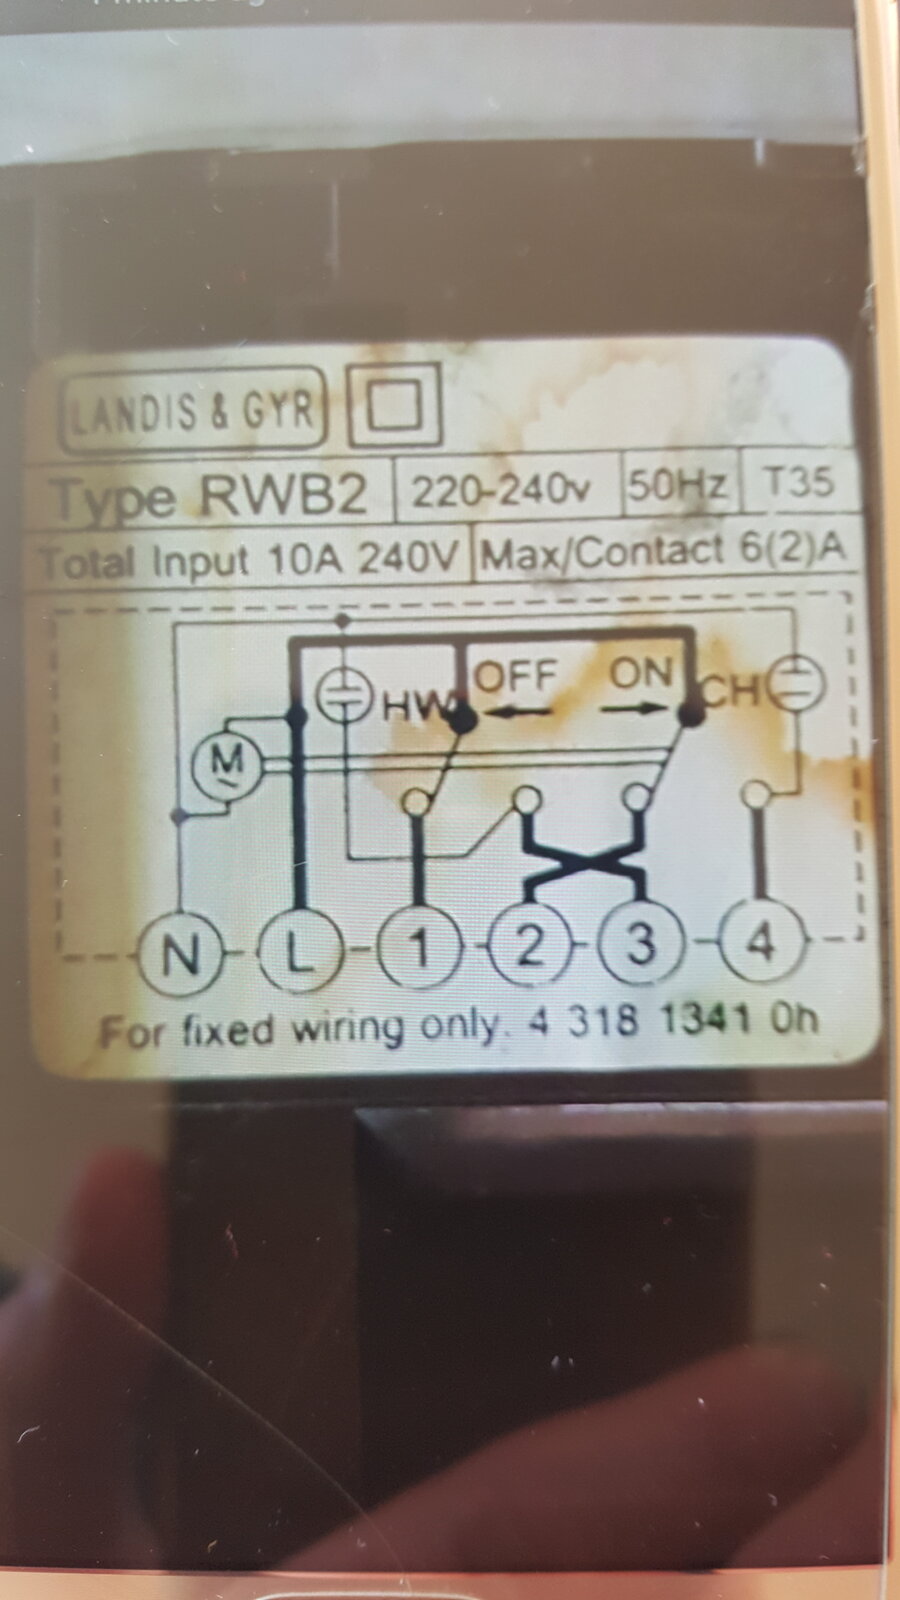 LANDIS & GYR
Type RWB2 220-240v 50Hz T35
Total Input 10A 240V Max/Contact 6(2)A
HW OFF ON CH
M
N L 1 2 3 4
For fixed wiring only. 4 318 1341 0h